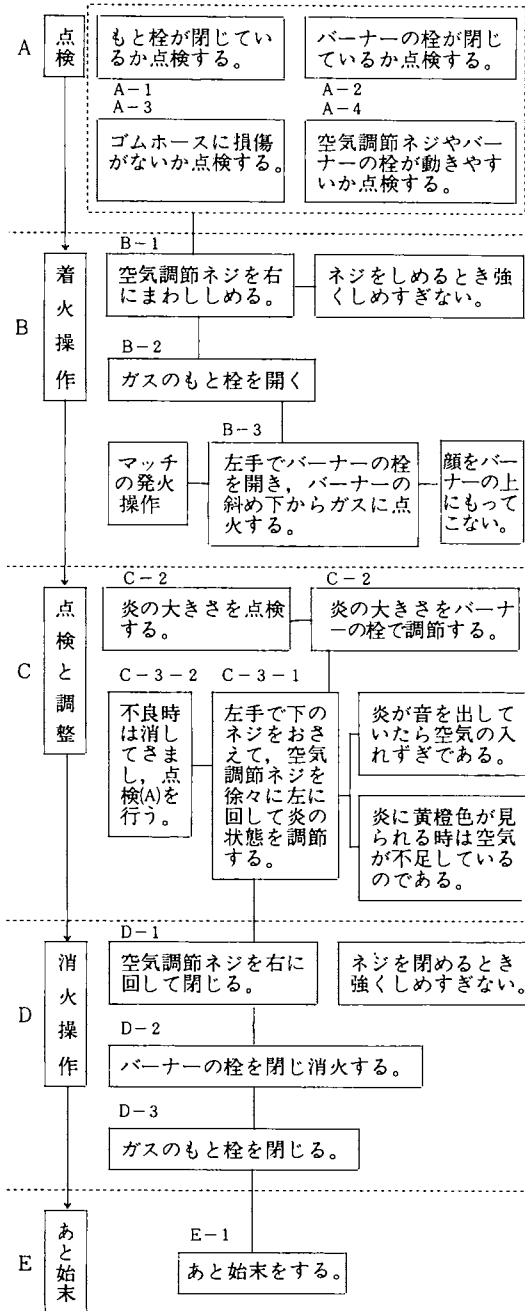 A
点検
もと栓が閉じてい
るか点検する。
バーナーの栓が閉じ
ているか点検する。
A-1
A-3
A-2
A-4
ゴムホースに損傷
がないか点検する。
空気調節ネジやバー
ナーの栓が動きやす
いか点検する。
B
着火操作
B-1
空気調節ネジを右
にまわししめる。
ネジをしめるとき強
くしめすぎない。
B-2
ガスのもと栓を開く
B-3
マッチ
の発火
操作
左手でバーナーの栓
を開き，バーナーの
斜め下からガスに点
火する。
顔をバー
ナーの上
にもって
こない。
C
点検と調整
C-2
炎の大きさを点検
する。
C-2
炎の大きさをバーナ
ーの栓で調節する。
C-3-2
不良時
は消し
てさま
し，点
検(A)を
行う。
C-3-1
左手で下の
ネジをおさ
えて，空気
調節ネジを
徐々に左に
回して炎の
状態を調節
する。
炎が音を出して
いたら空気の入
れずぎである。
炎に黄橙色が見
られる時は空気
が不足している
のである。
D
消火操作
D-1
空気調節ネジを右に
回して閉じる。
ネジを閉めるとき
強くしめすぎない。
D-2
バーナーの栓を閉じ消火する。
D-3
ガスのもと栓を閉じる。
E
あと始末
E-1
あと始末をする。